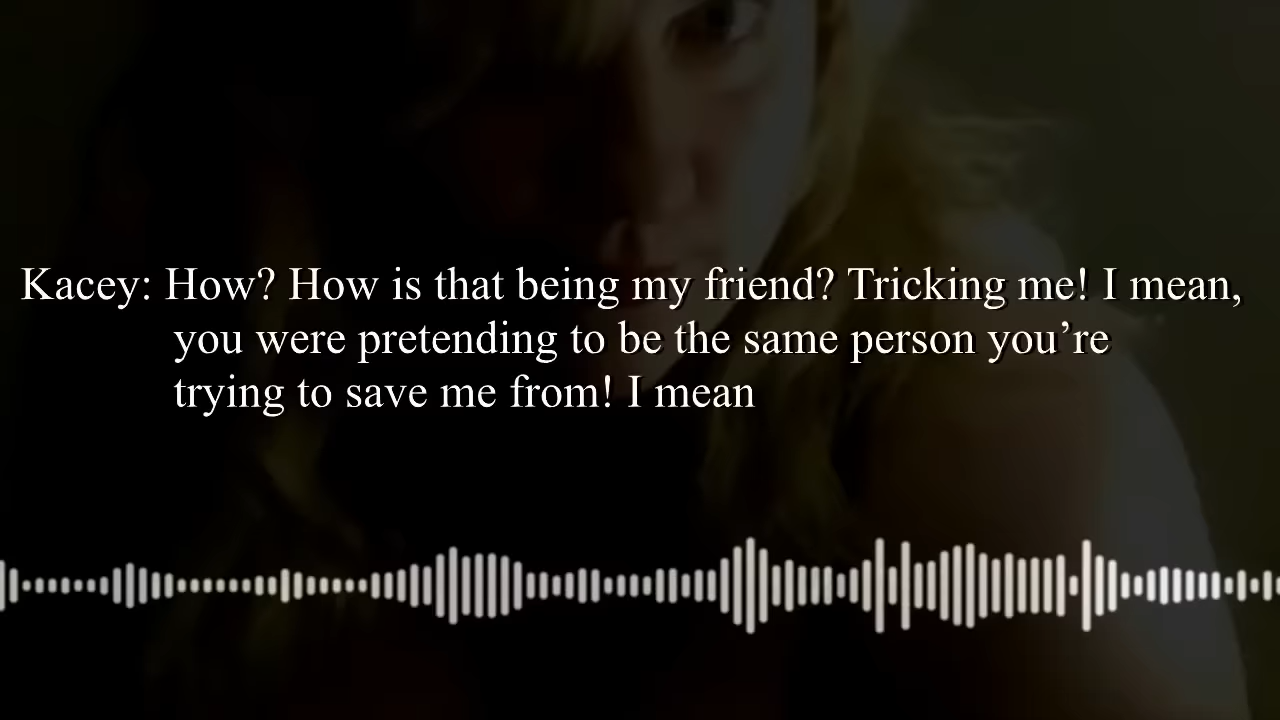 Kacey: How? How is that being my friend? Tricking me! I mean,
you were pretending to be the same person you’re
trying to save me from! I mean